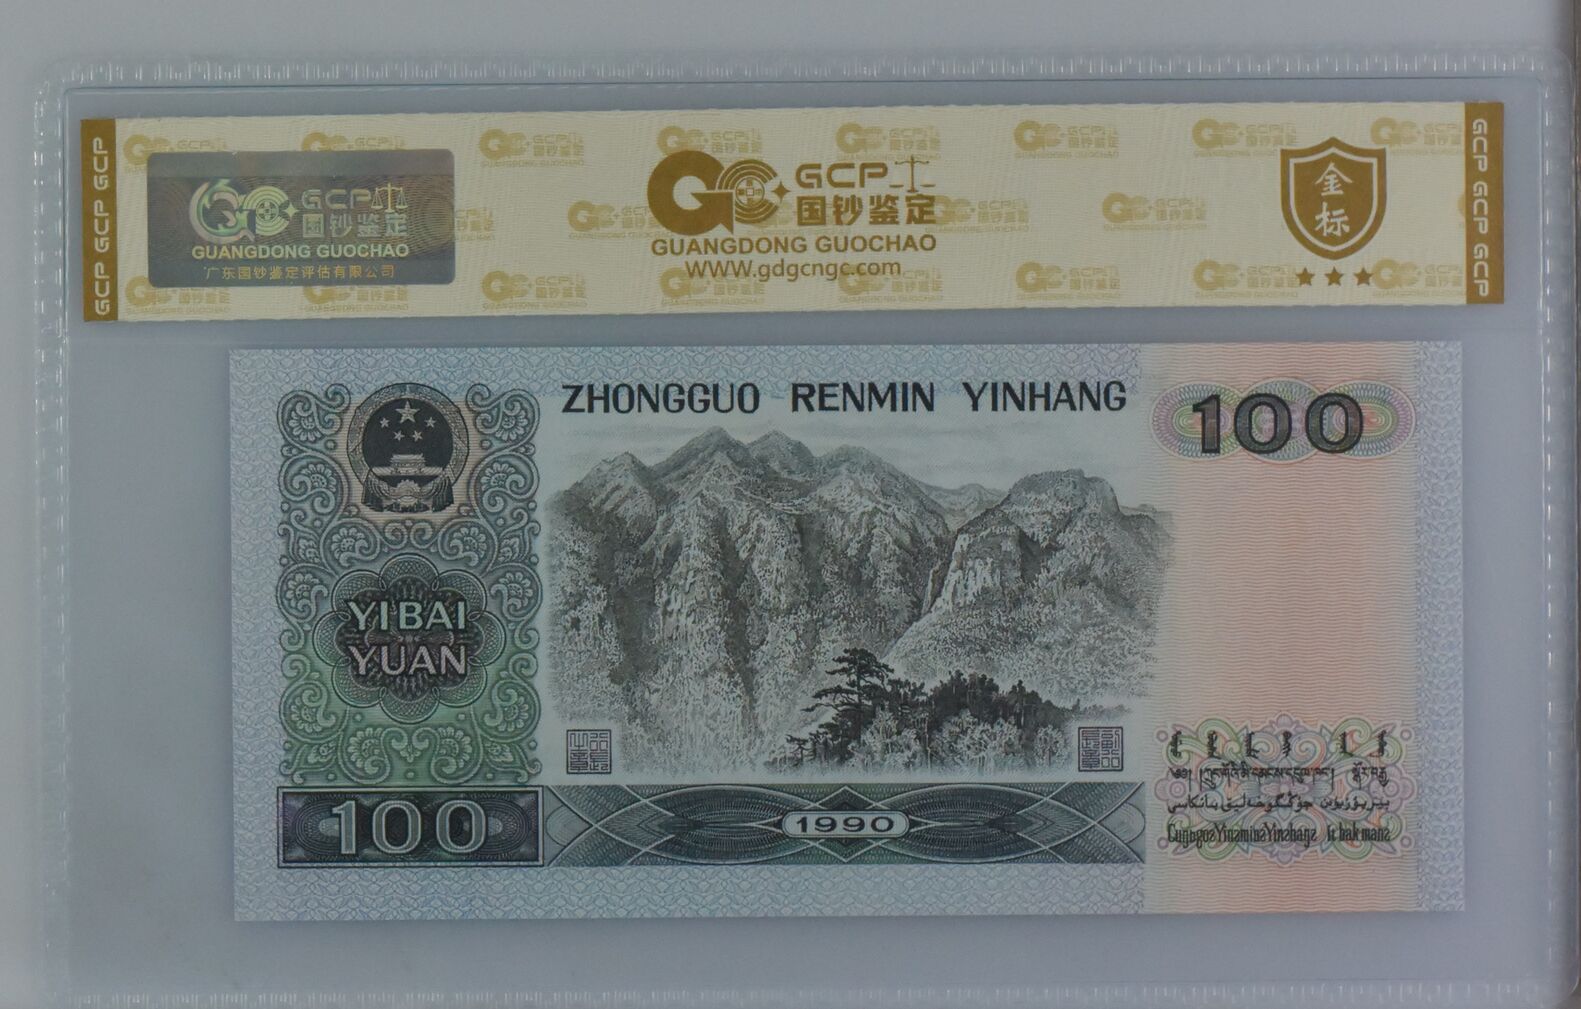 GCP GCP GCP
GCP
国钞鉴定
GUANGDONG GUOCHAO
广东国钞鉴定评估有限公司
GCP
国钞鉴定
GUANGDONG GUOCHAO
WWW.gdgcngc.com
金标
GCP GCP GCP
ZHONGGUO RENMIN YINHANG
100
YIBAI
YUAN
100
1990